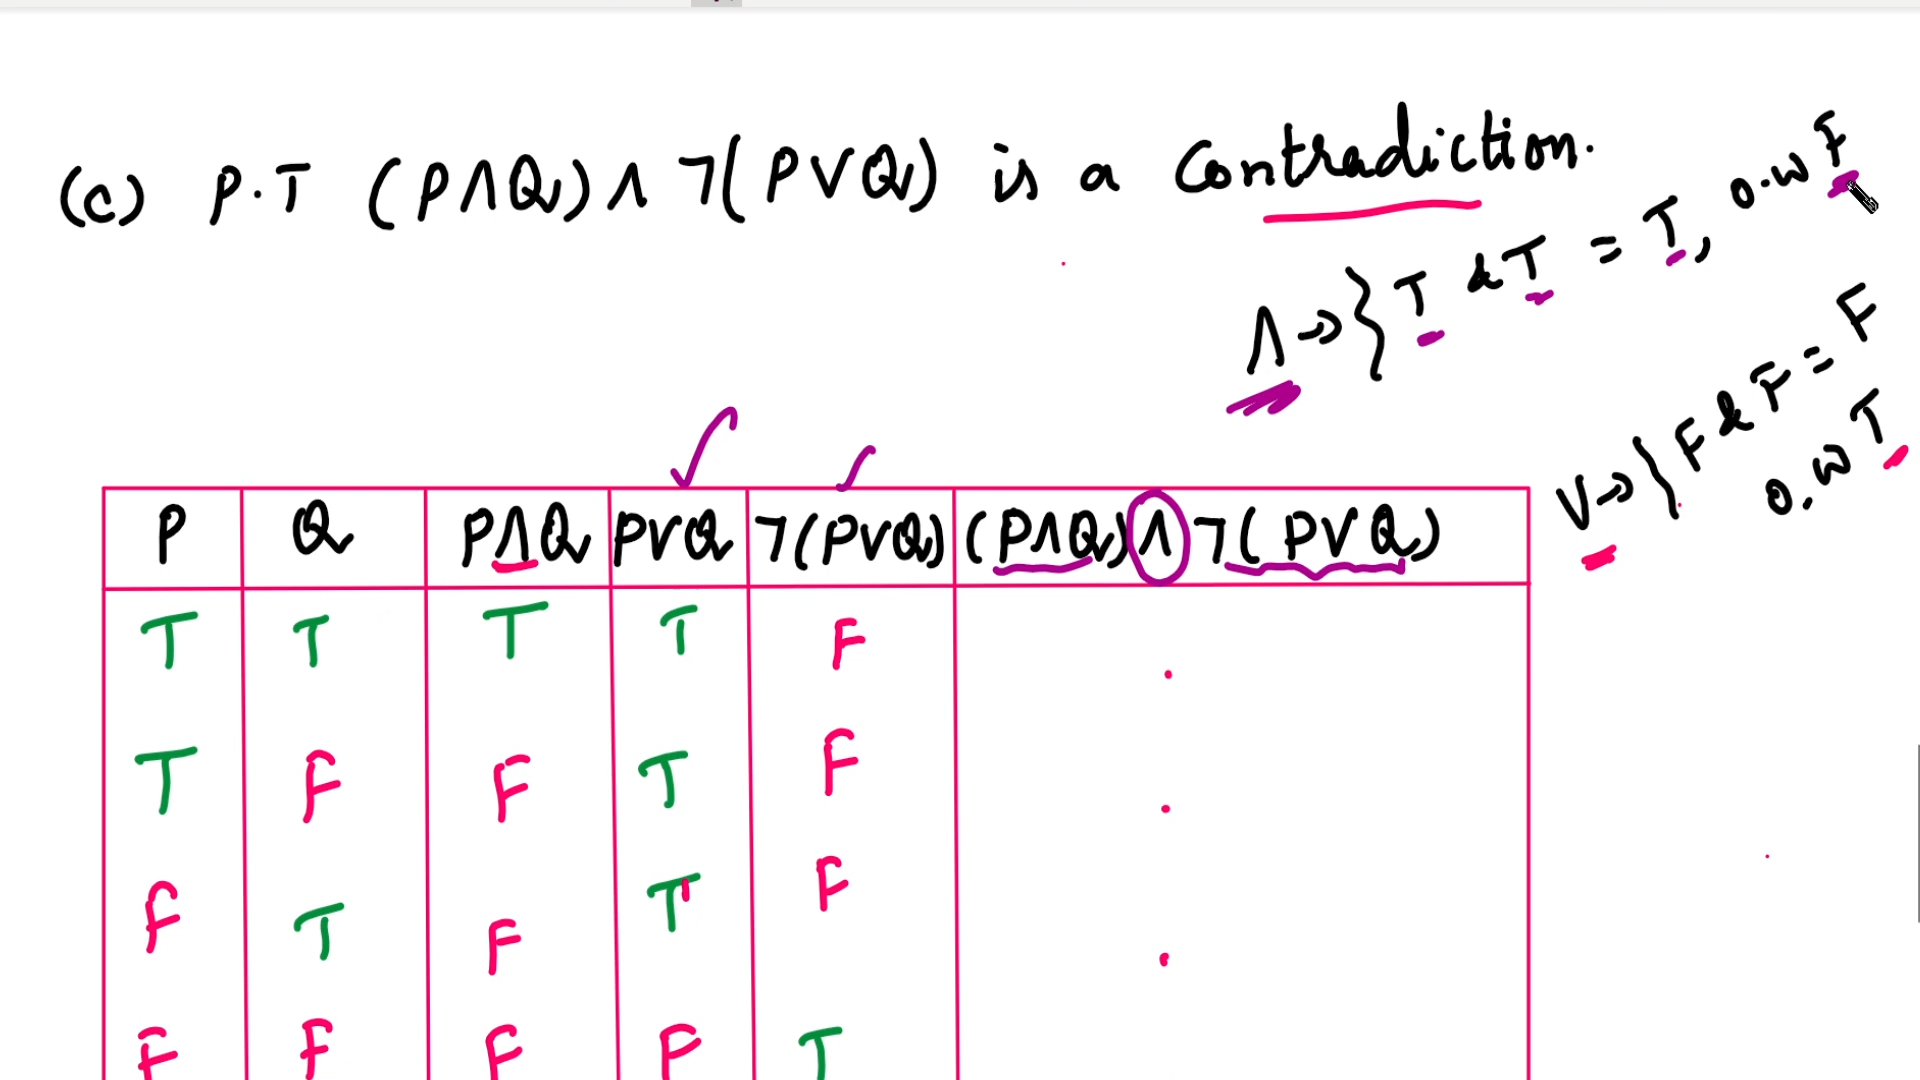 (c) P.T (P∧Q)∧ ¬(P∨Q) is a Contradiction.
∧→ } T & T = T, O.W F
∨→ { F & F = F
O.W T
P Q P∧Q P∨Q ¬(P∨Q) (P∧Q)∧¬(P∨Q)
T T T T F
T F F T F
F T F T F
F F F F T